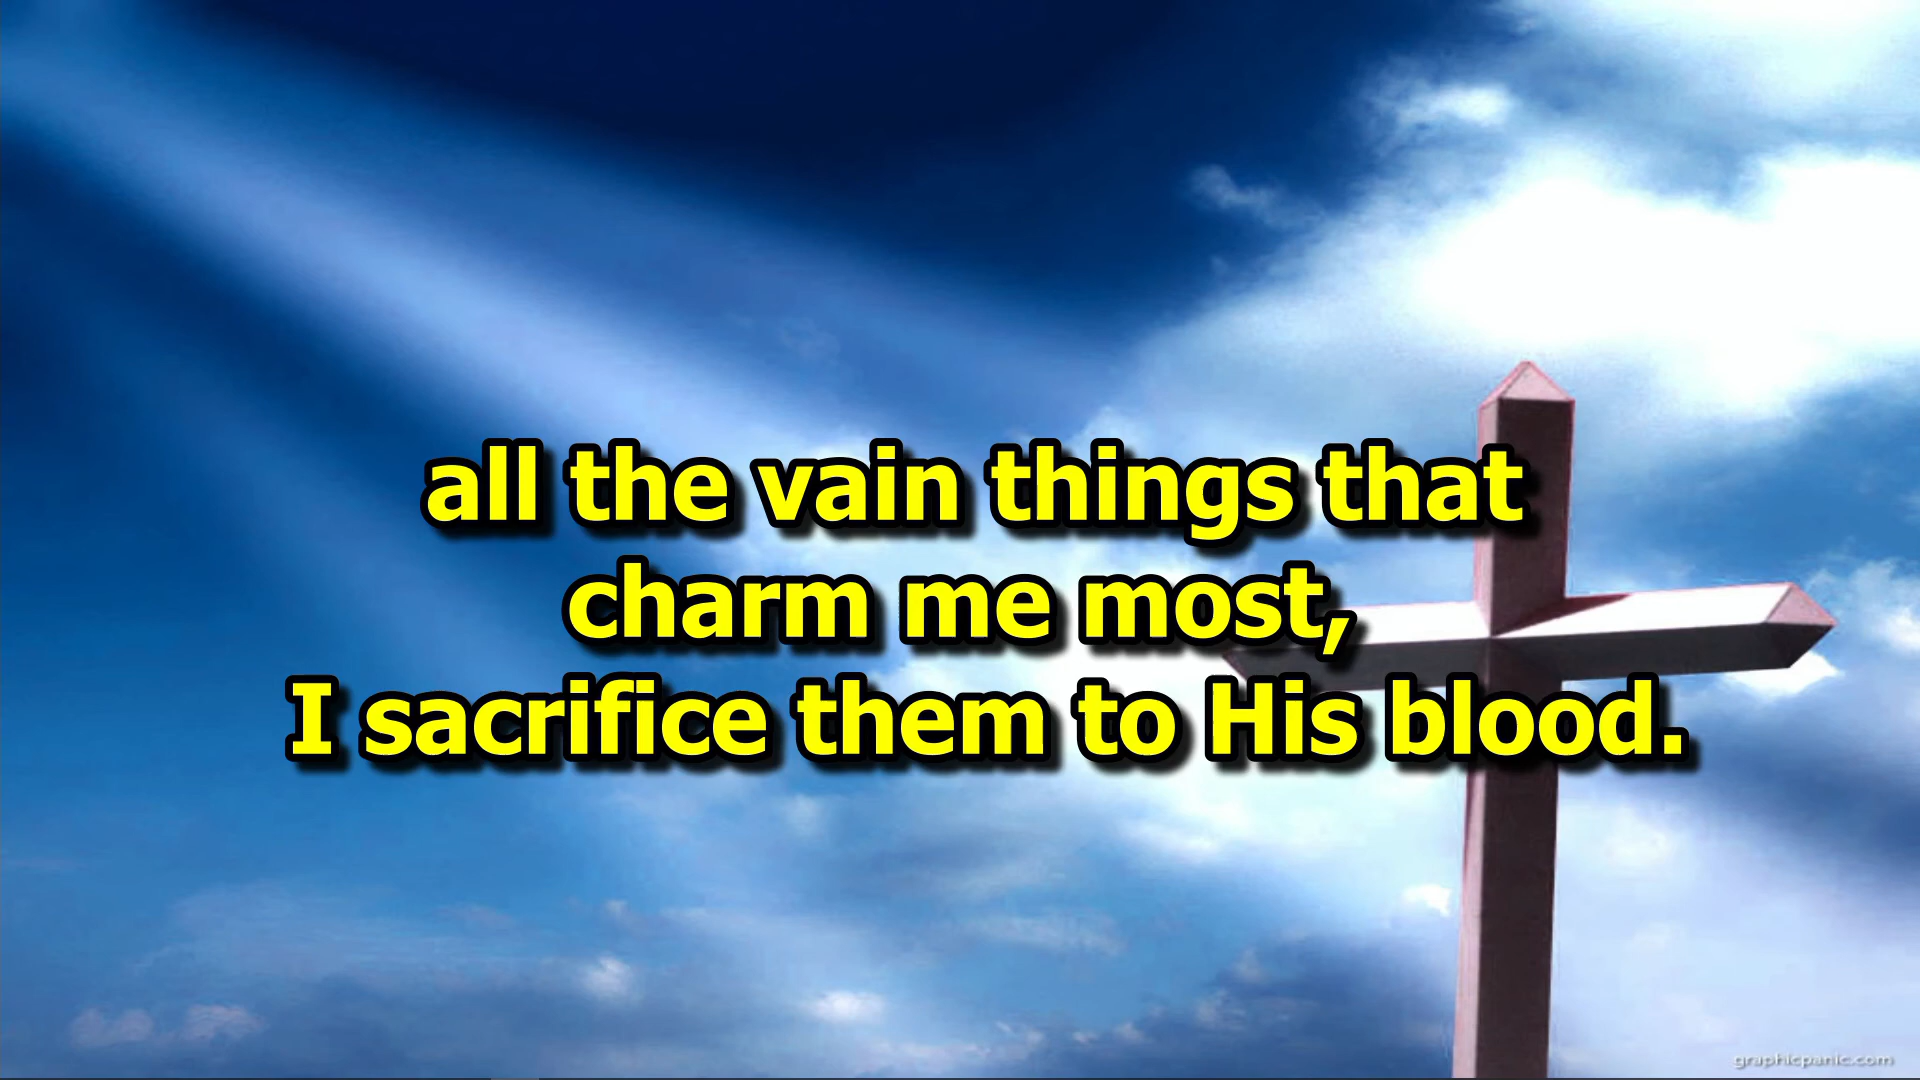 all the vain things that
charm me most,
I sacrifice them to His blood.
graphicpanic.com